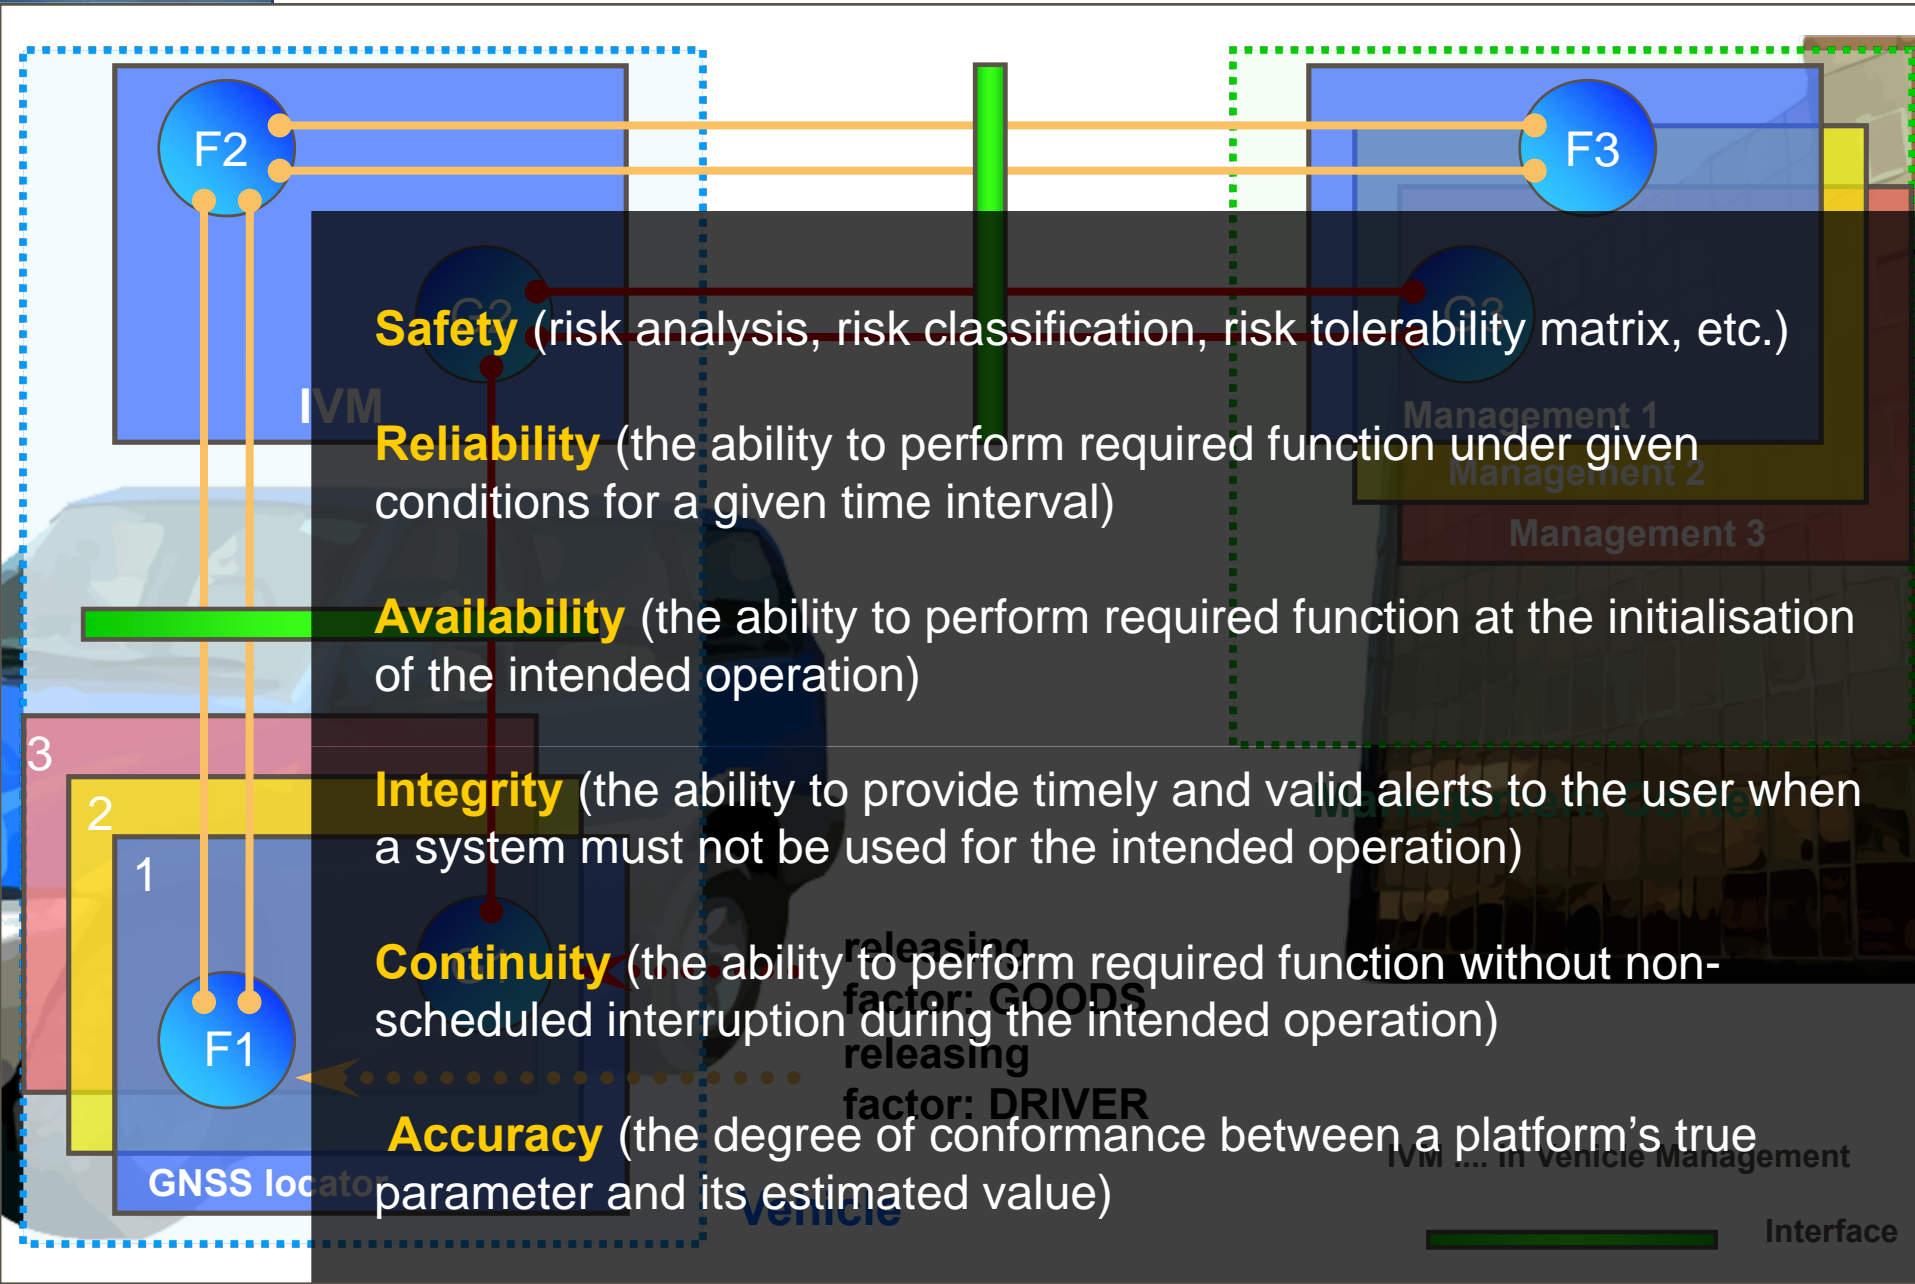 F2
F3
G2
G3
Safety (risk analysis, risk classification, risk tolerability matrix, etc.)
IVM
Management 1
Reliability (the ability to perform required function under given
conditions for a given time interval)
Management 2
Management 3
Availability (the ability to perform required function at the initialisation
of the intended operation)
3
2
1
Integrity (the ability to provide timely and valid alerts to the user when
a system must not be used for the intended operation)
Management Center
Continuity (the ability to perform required function without non-
scheduled interruption during the intended operation)
releasing
factor: GOODS
F1
releasing
factor: DRIVER
Accuracy (the degree of conformance between a platform’s true
parameter and its estimated value)
IVM .... In Vehicle Management
GNSS locator
Vehicle
Interface